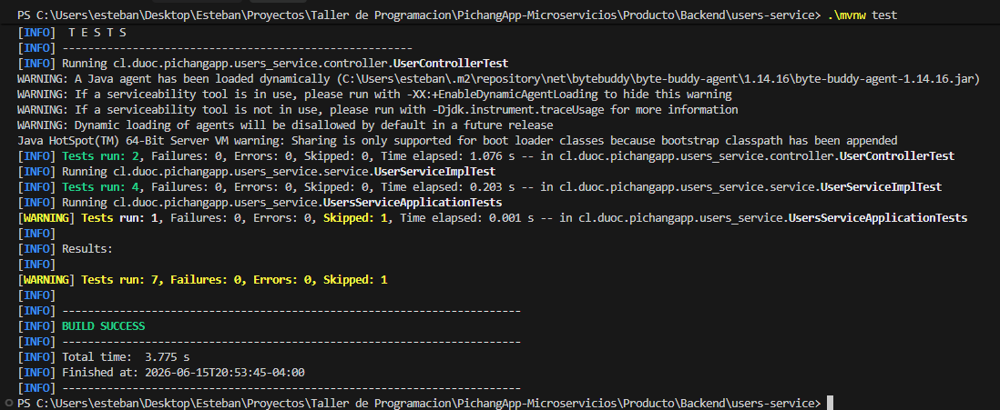 PS C:\Users\esteban\Desktop\Esteban\Proyectos\Taller de Programacion\PichangApp-Microservicios\Producto\Backend\users-service> .\mvnw test
[INFO]  T E S T S
[INFO] -------------------------------------------------------
[INFO] Running cl.duoc.pichangapp.users_service.controller.UserControllerTest
WARNING: A Java agent has been loaded dynamically (C:\Users\esteban\.m2\repository\net\bytebuddy\byte-buddy-agent\1.14.16\byte-buddy-agent-1.14.16.jar)
WARNING: If a serviceability tool is in use, please run with -XX:+EnableDynamicAgentLoading to hide this warning
WARNING: If a serviceability tool is not in use, please run with -Djdk.instrument.traceUsage for more information
WARNING: Dynamic loading of agents will be disallowed by default in a future release
Java HotSpot(TM) 64-Bit Server VM warning: Sharing is only supported for boot loader classes because bootstrap classpath has been appended
[INFO] Tests run: 2, Failures: 0, Errors: 0, Skipped: 0, Time elapsed: 1.076 s -- in cl.duoc.pichangapp.users_service.controller.UserControllerTest
[INFO] Running cl.duoc.pichangapp.users_service.service.UserServiceImplTest
[INFO] Tests run: 4, Failures: 0, Errors: 0, Skipped: 0, Time elapsed: 0.203 s -- in cl.duoc.pichangapp.users_service.service.UserServiceImplTest
[INFO] Running cl.duoc.pichangapp.users_service.UsersServiceApplicationTests
[WARNING] Tests run: 1, Failures: 0, Errors: 0, Skipped: 1, Time elapsed: 0.001 s -- in cl.duoc.pichangapp.users_service.UsersServiceApplicationTests
[INFO]
[INFO] Results:
[INFO]
[WARNING] Tests run: 7, Failures: 0, Errors: 0, Skipped: 1
[INFO]
[INFO] ------------------------------------------------------------------------
[INFO] BUILD SUCCESS
[INFO] ------------------------------------------------------------------------
[INFO] Total time:  3.775 s
[INFO] Finished at: 2026-06-15T20:53:45-04:00
[INFO] ------------------------------------------------------------------------
PS C:\Users\esteban\Desktop\Esteban\Proyectos\Taller de Programacion\PichangApp-Microservicios\Producto\Backend\users-service>